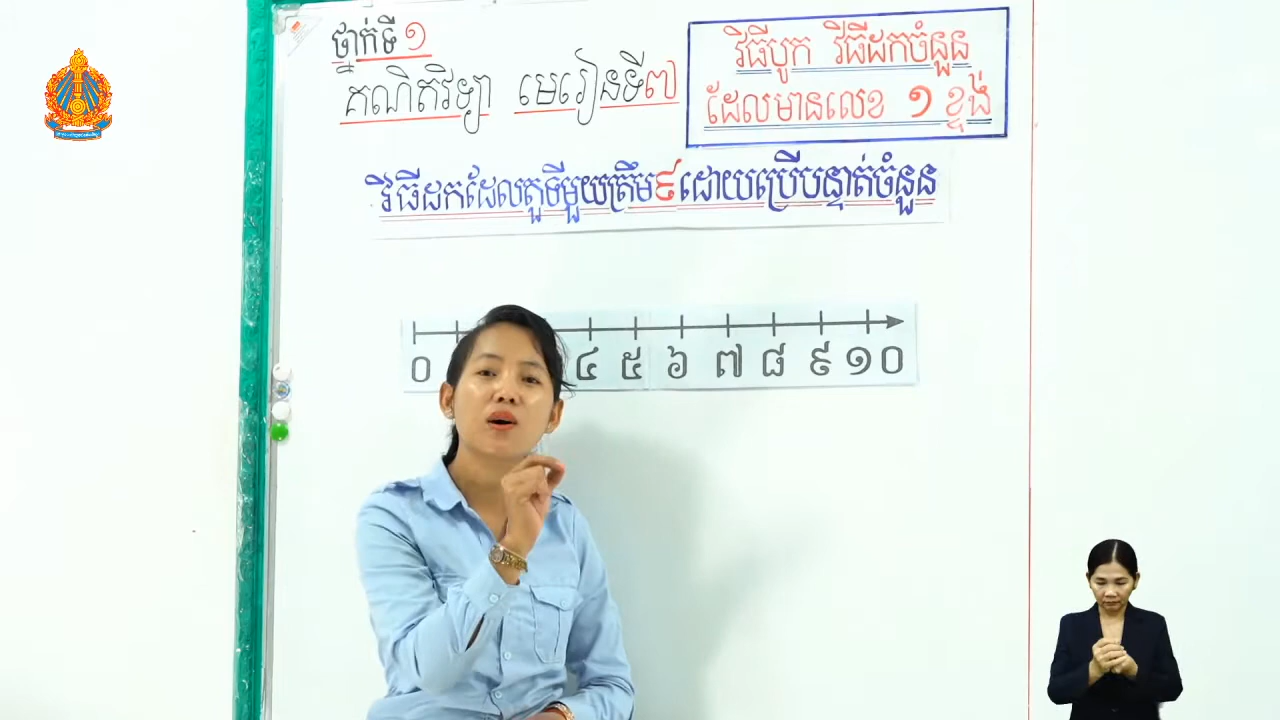 ថ្នាក់ទី ១
គណិតវិទ្យា មេរៀនទី៧
វិធីបូក វិធីដកចំនួន
ដែលមានលេខ ១ ខ្ទង់
វិធីដកដែលតួទីមួយត្រឹម៩ដោយប្រើបន្ទាត់ចំនួន
០ ៤ ៥ ៦ ៧ ៨ ៩ ១០